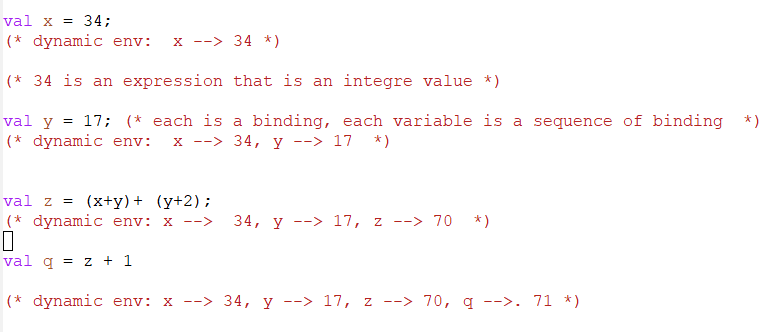 val x = 34;
(* dynamic env:  x --> 34 *)
(* 34 is an expression that is an integre value *)
val y = 17; (* each is a binding, each variable is a sequence of binding  *)
(* dynamic env:  x --> 34, y --> 17  *)
val z = (x+y)+ (y+2);
(* dynamic env: x -->  34, y --> 17, z --> 70  *)
val q = z + 1
(* dynamic env: x --> 34, y --> 17, z --> 70, q -->. 71 *)